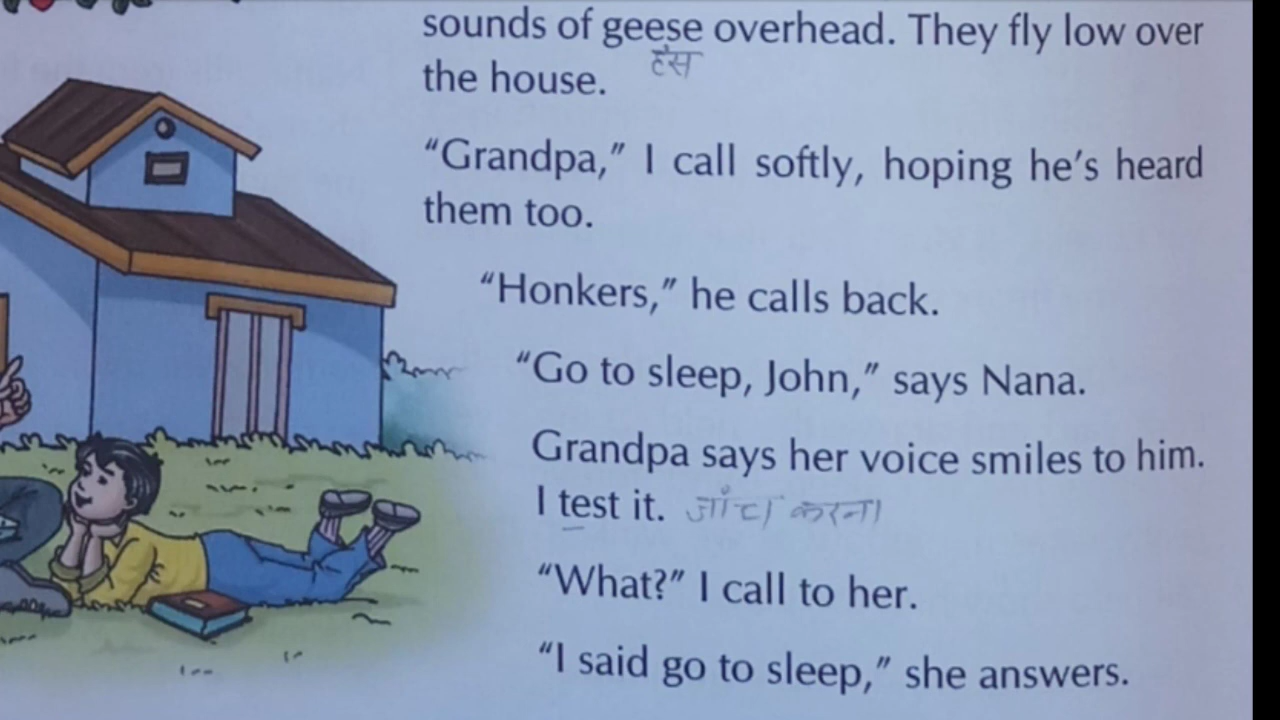 sounds of geese overhead. They fly low over
हंस
the house.
“Grandpa,” I call softly, hoping he’s heard
them too.
“Honkers,” he calls back.
“Go to sleep, John,” says Nana.
Grandpa says her voice smiles to him.
I test it. जांच करना
“What?” I call to her.
“I said go to sleep,” she answers.